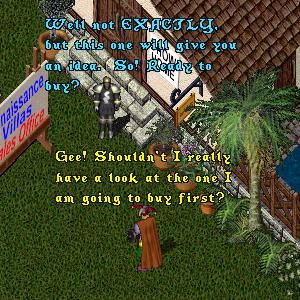 Well not EXACTLY,
but this one will give you
an idea. So! Ready to
buy?
naissance
Villas
ales Office
Gee! Shouldn't I really
have a look at the one I
am going to buy first?